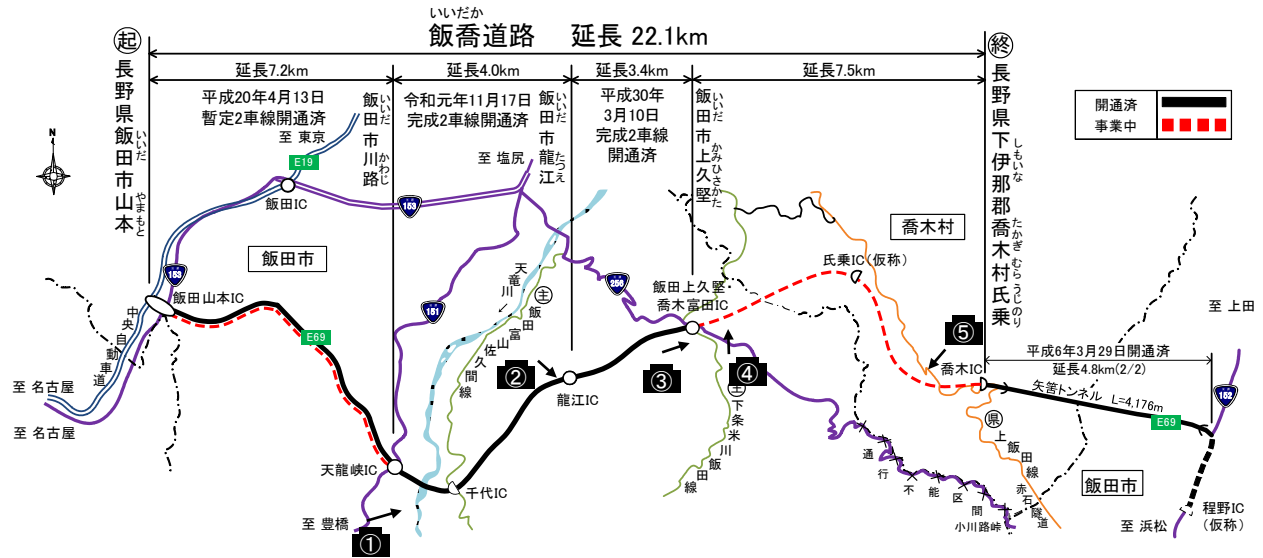 いいだか
飯喬道路 延長 22.1km
起
長野県飯田市山本
いいだ
やまもと
終
長野県下伊那郡喬木村氏乗
しもいな
たかぎ むら うじのり
延長7.2km
延長4.0km
延長3.4km
延長7.5km
平成20年4月13日
暫定2車線開通済
令和元年11月17日
完成2車線開通済
平成30年
3月10日
完成2車線
開通済
飯田市川路
いいだ
かわじ
飯田市龍江
いいだ
たつえ
飯田市上久堅
いいだ
かみひさかた
開通済
事業中
N
至 東京
E19
飯田IC
153
至 塩尻
飯田市
153
飯田山本IC
中央自動車道
E69
151
天竜川
主
飯田富山佐久間線
256
飯田上久堅
喬木富田IC
氏乗IC(仮称)
喬木村
至 上田
至 名古屋
至 名古屋
②
龍江IC
③
④
⑤
喬木IC
平成6年3月29日開通済
延長4.8km(2/2)
矢筈トンネル L=4,176m
E69
152
主
下条米川飯田線
県
上飯田線
赤石隧道
通行不能区間
小川路峠
飯田市
天龍峡IC
千代IC
至 豊橋
①
至 浜松
程野IC
(仮称)